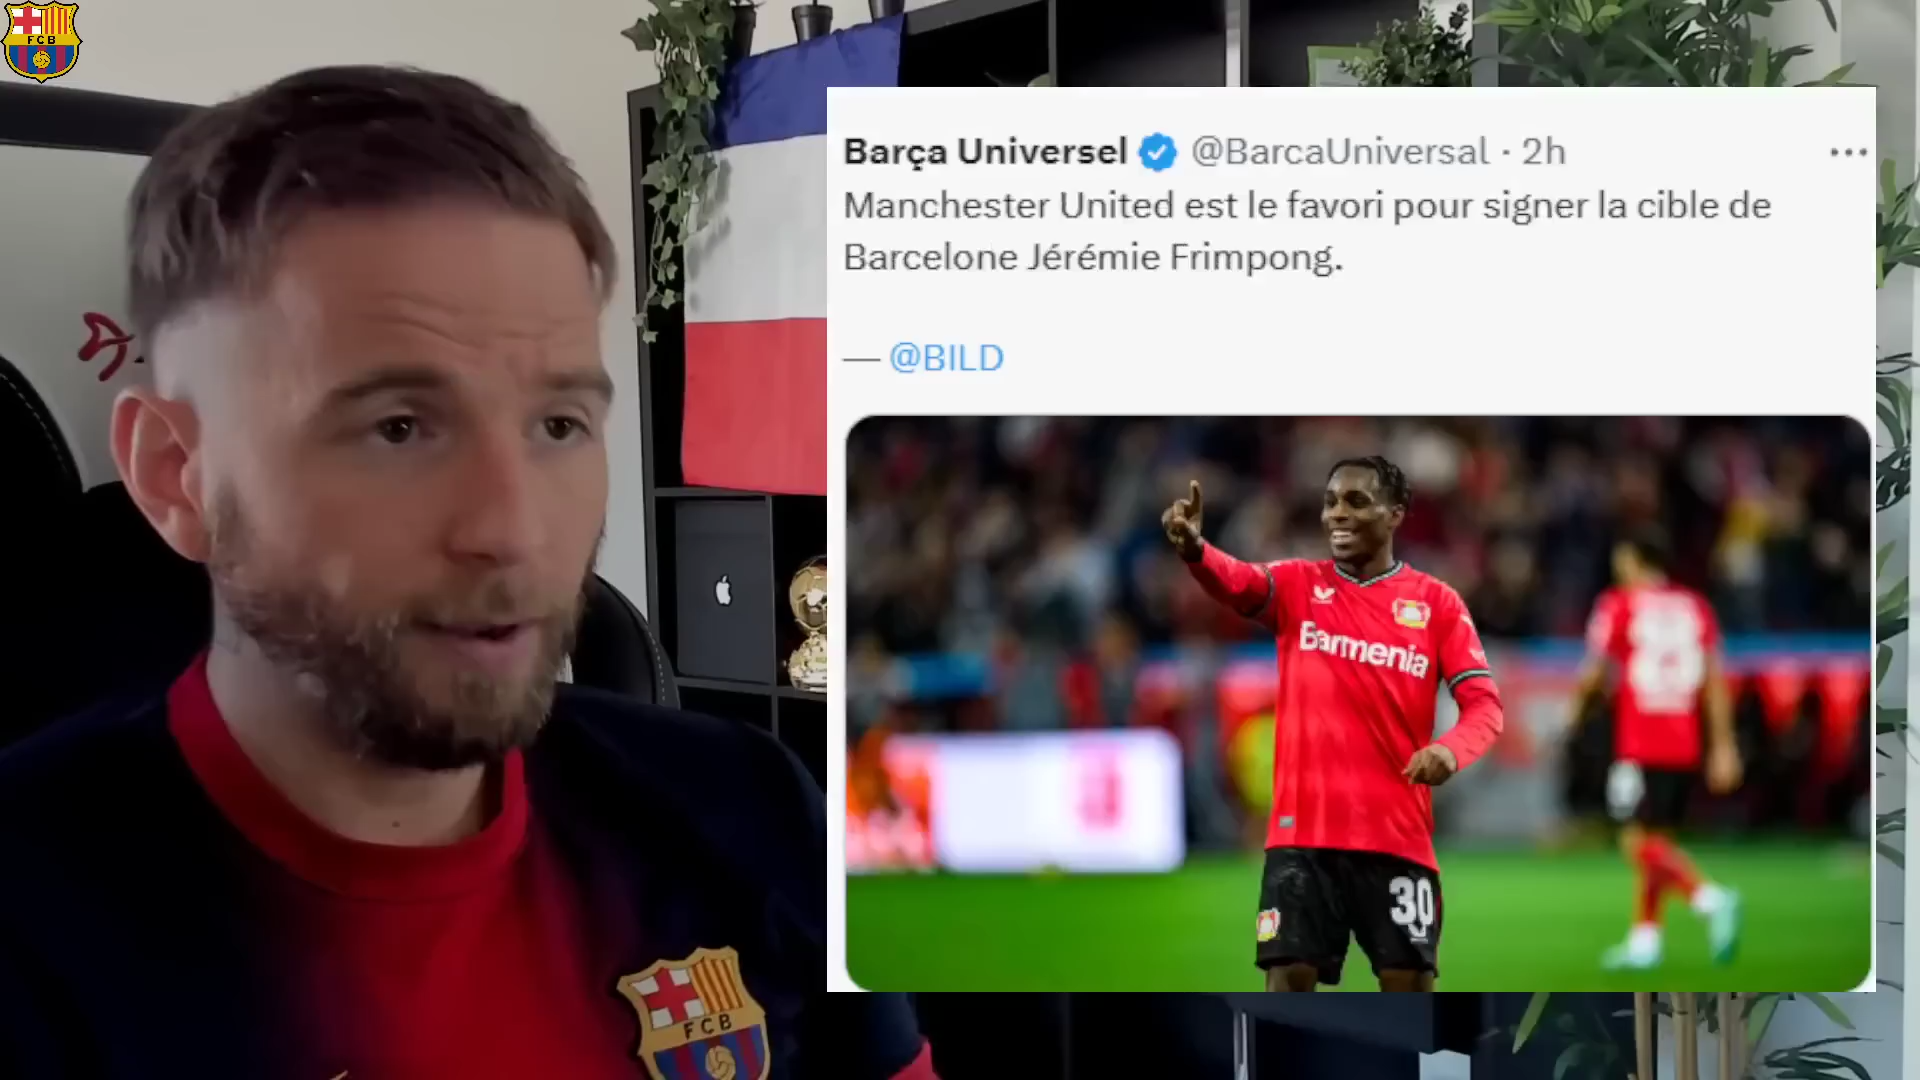 FCB
Barça Universel @BarcaUniversal · 2h
Manchester United est le favori pour signer la cible de
Barcelone Jérémie Frimpong.
— @BILD
Barmenia
30
FCB